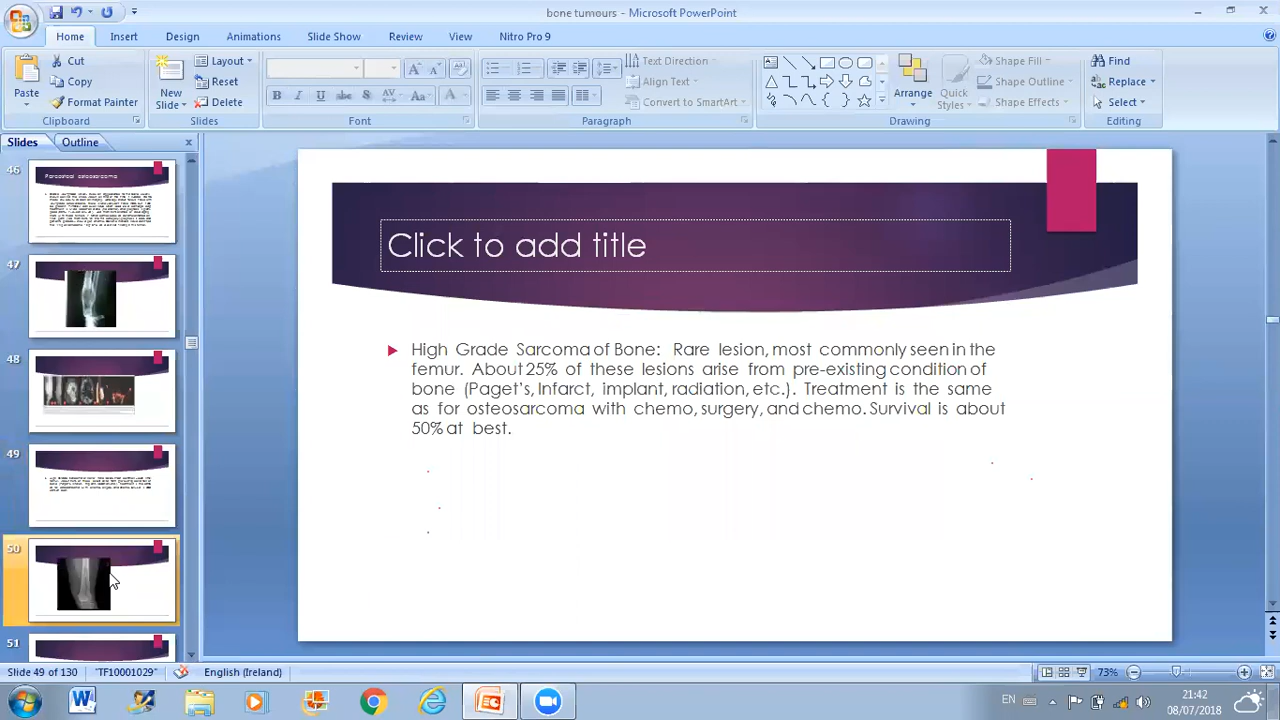 bone tumours - Microsoft PowerPoint
Home Insert Design Animations Slide Show Review View Nitro Pro 9
Paste
Cut
Copy
Format Painter
Clipboard
New Slide
Layout
Reset
Delete
Slides
B I U abc S AV Aa A
Font
Text Direction
Align Text
Convert to SmartArt
Paragraph
Arrange
Quick Styles
Shape Fill
Shape Outline
Shape Effects
Drawing
Find
Replace
Select
Editing
Slides Outline
46
Parosteal osteosarcoma
47
48
49
50
51
Click to add title
High Grade Sarcoma of Bone: Rare lesion, most commonly seen in the
femur. About 25% of these lesions arise from pre-existing condition of
bone (Paget's, Infarct, implant, radiation, etc.). Treatment is the same
as for osteosarcoma with chemo, surgery, and chemo. Survival is about
50% at best.
Slide 49 of 130 "TF10001029" English (Ireland) 73%
EN 21:42
08/07/2018